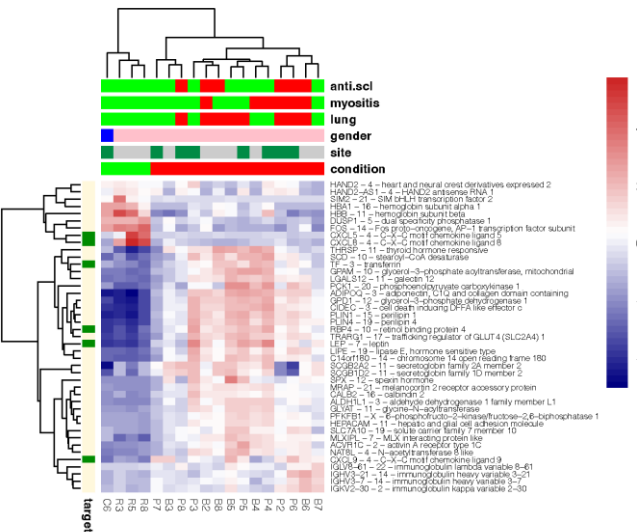 anti.scl
myositis
lung
gender
site
condition
HAND2 – 4 – heart and neural crest derivatives expressed 2
HAND2–AS1 – 4 – HAND2 antisense RNA 1
SIM2 – 21 – SIM bHLH transcription factor 2
HBA1 – 16 – hemoglobin subunit alpha 1
HBB – 11 – hemoglobin subunit beta
DUSP1 – 5 – dual specificity phosphatase 1
FOS – 14 – Fos proto–oncogene, AP–1 transcription factor subunit
CXCL5 – 4 – C–X–C motif chemokine ligand 5
CXCL8 – 4 – C–X–C motif chemokine ligand 8
THRSP – 11 – thyroid hormone responsive
SCD – 10 – stearoyl–CoA desaturase
TF – 3 – transferrin
GPAM – 10 – glycerol–3–phosphate acyltransferase, mitochondrial
LGALS12 – 11 – galectin 12
PCK1 – 20 – phosphoenolpyruvate carboxykinase 1
ADIPOQ – 3 – adiponectin, C1Q and collagen domain containing
GPD1 – 12 – glycerol–3–phosphate dehydrogenase 1
CIDEC – 3 – cell death inducing DFFA like effector c
PLIN1 – 15 – perilipin 1
PLIN4 – 19 – perilipin 4
RBP4 – 10 – retinol binding protein 4
TRARG1 – 17 – trafficking regulator of GLUT4 (SLC2A4) 1
LEP – 7 – leptin
LIPE – 19 – lipase E, hormone sensitive type
C14orf180 – 14 – chromosome 14 open reading frame 180
SCGB2A2 – 11 – secretoglobin family 2A member 2
SCGB1D2 – 11 – secretoglobin family 1D member 2
SPX – 12 – spexin hormone
MRAP – 21 – melanocortin 2 receptor accessory protein
CALB2 – 16 – calbindin 2
ALDH1L1 – 3 – aldehyde dehydrogenase 1 family member L1
GLYAT – 11 – glycine–N–acyltransferase
PFKFB1 – X – 6–phosphofructo–2–kinase/fructose–2,6–biphosphatase 1
HEPACAM – 11 – hepatic and glial cell adhesion molecule
SLC7A10 – 19 – solute carrier family 7 member 10
MLXIPL – 7 – MLX interacting protein like
ACVR1C – 2 – activin A receptor type 1C
NAT8L – 4 – N–acetyltransferase 8 like
CXCL9 – 4 – C–X–C motif chemokine ligand 9
IGLV8–61 – 22 – immunoglobulin lambda variable 8–61
IGHV3–21 – 14 – immunoglobulin heavy variable 3–21
IGHV3–7 – 14 – immunoglobulin heavy variable 3–7
IGKV2–30 – 2 – immunoglobulin kappa variable 2–30
target
C6 R3 R5 R8 P7 B3 P8 P3 B2 B8 B5 P5 B4 P4 P2 P6 B6 B7